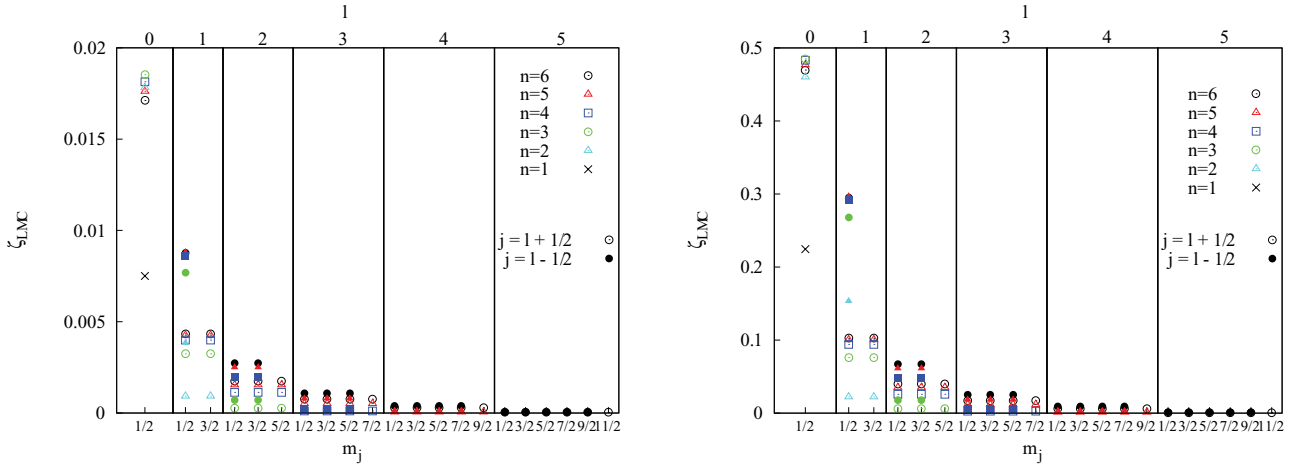 l
0 1 2 3 4 5
0.02
0.015
0.01
0.005
0
ζLMC
n=6
n=5
n=4
n=3
n=2
n=1
j = l + 1/2
j = l - 1/2
1/2 1/2 3/2 1/2 3/2 5/2 1/2 3/2 5/2 7/2 1/2 3/2 5/2 7/2 9/2 1/2 3/2 5/2 7/2 9/2 11/2
mj
l
0 1 2 3 4 5
0.5
0.4
0.3
0.2
0.1
0
ζLMC
n=6
n=5
n=4
n=3
n=2
n=1
j = l + 1/2
j = l - 1/2
1/2 1/2 3/2 1/2 3/2 5/2 1/2 3/2 5/2 7/2 1/2 3/2 5/2 7/2 9/2 1/2 3/2 5/2 7/2 9/2 11/2
mj